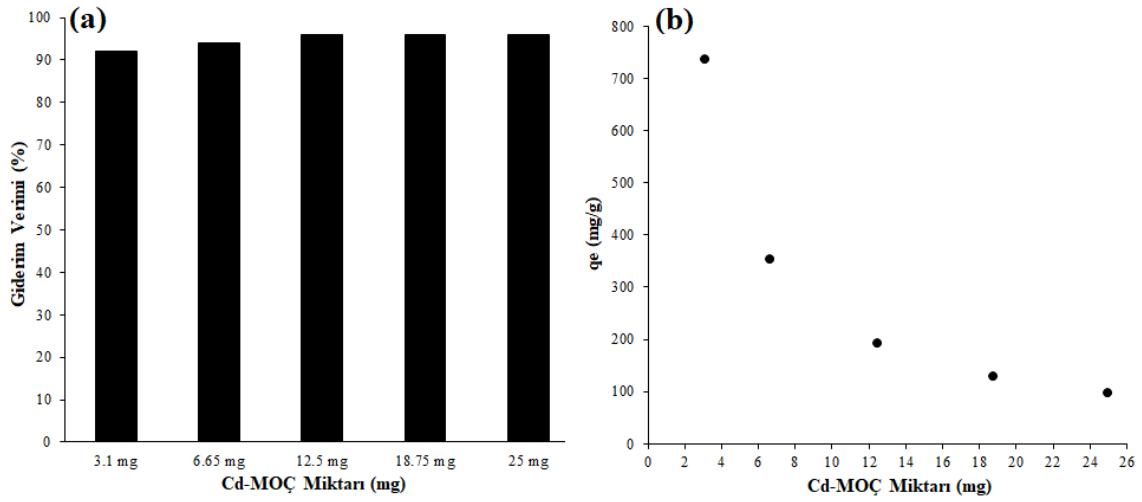 (a)
Giderim Verimi (%)
100
90
80
70
60
50
40
30
20
10
0
3.1 mg 6.65 mg 12.5 mg 18.75 mg 25 mg
Cd-MOÇ Miktarı (mg)
(b)
qe (mg/g)
800
700
600
500
400
300
200
100
0
0 2 4 6 8 10 12 14 16 18 20 22 24 26
Cd-MOÇ Miktarı (mg)